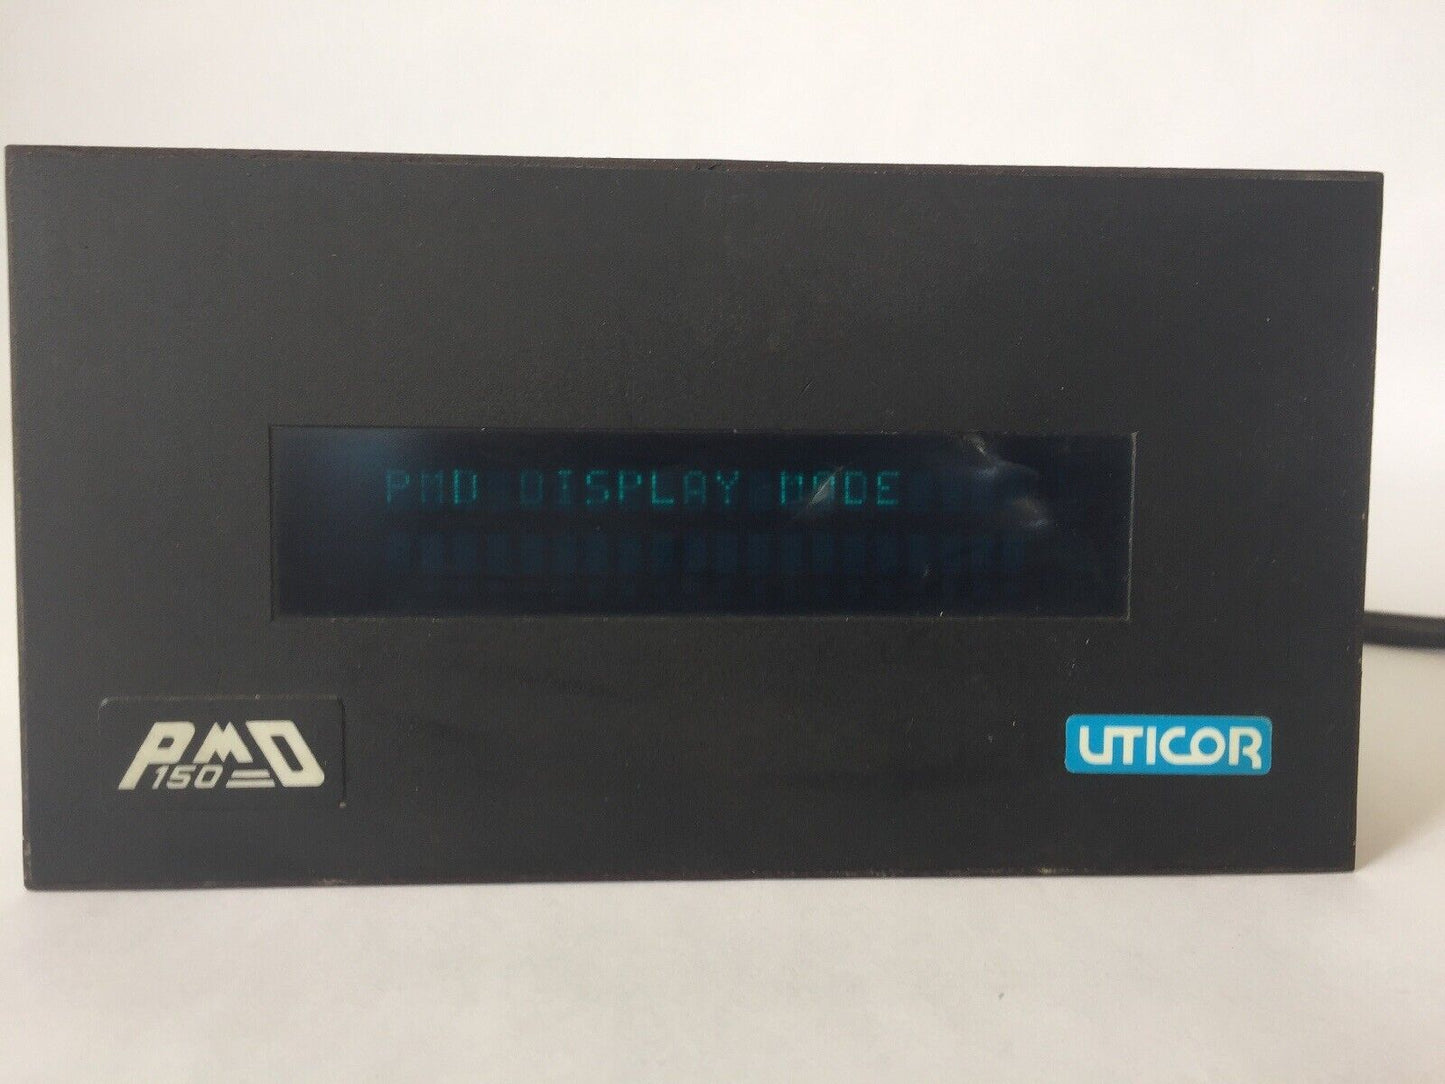 PMD DISPLAY MODE
PMD
150
UTICOR